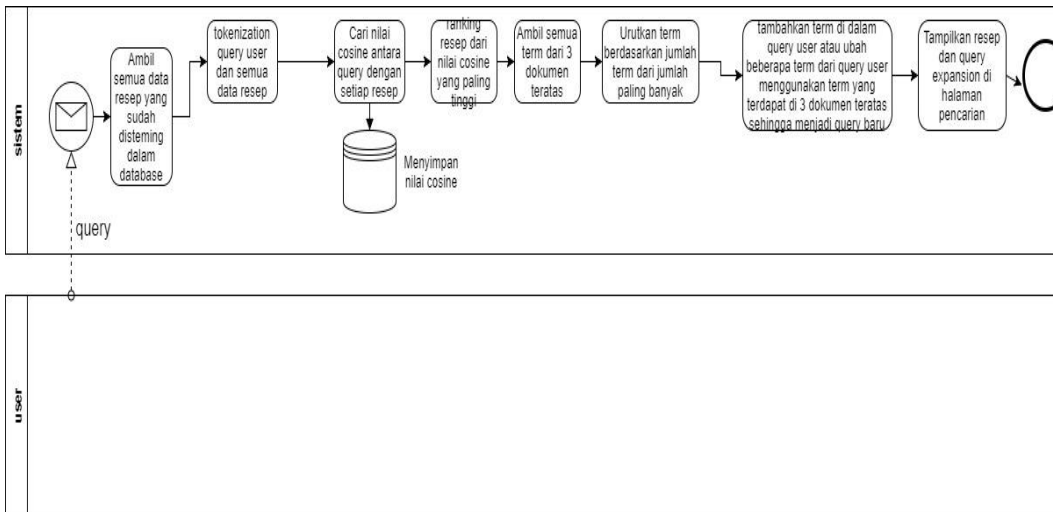 sistem
query
Ambil
semua data
resep yang
sudah
disteming
dalam
database
tokenization
query user
dan semua
data resep
Cari nilai
cosine antara
query dengan
setiap resep
Menyimpan
nilai cosine
ranking
resep dari
nilai cosine
yang paling
tinggi
Ambil semua
term dari 3
dokumen
teratas
Urutkan term
berdasarkan jumlah
term dari jumlah
paling banyak
tambahkan term di dalam
query user atau ubah
beberapa term dari query user
menggunakan term yang
terdapat di 3 dokumen teratas
sehingga menjadi query baru
Tampilkan resep
dan query
expansion di
halaman
pencarian
user